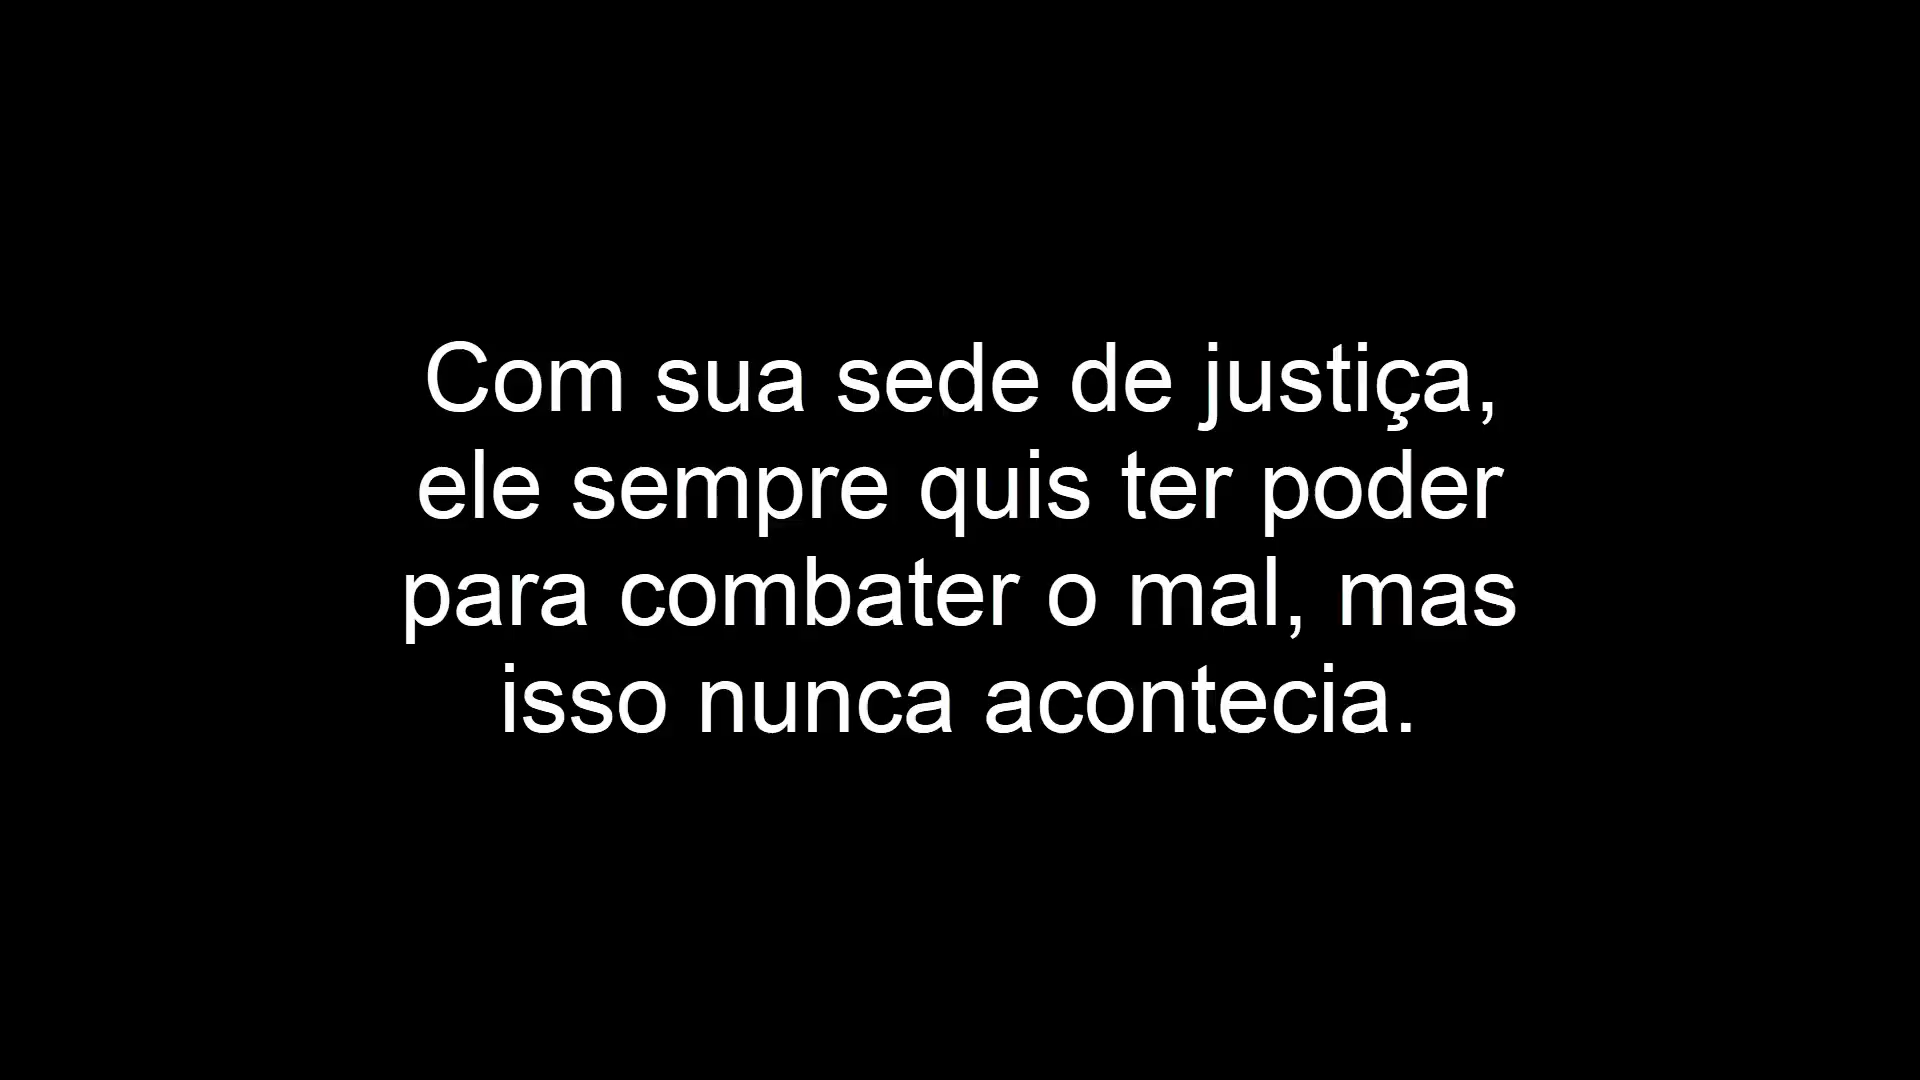 Com sua sede de justiça,
ele sempre quis ter poder
para combater o mal, mas
isso nunca acontecia.